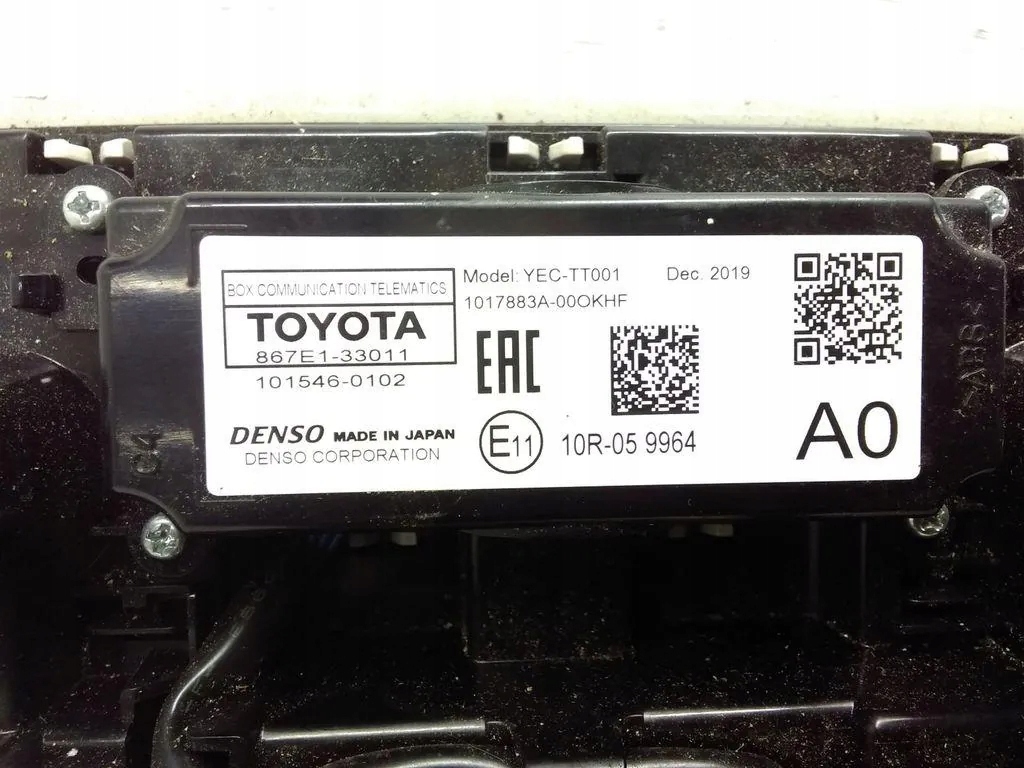 BOX COMMUNICATION TELEMATICS
TOYOTA
867E1-33011
101546-0102
DENSO MADE IN JAPAN
DENSO CORPORATION
Model: YEC-TT001 Dec. 2019
1017883A-00OKHF
EAC
E11 10R-05 9964
A0
>ABS<